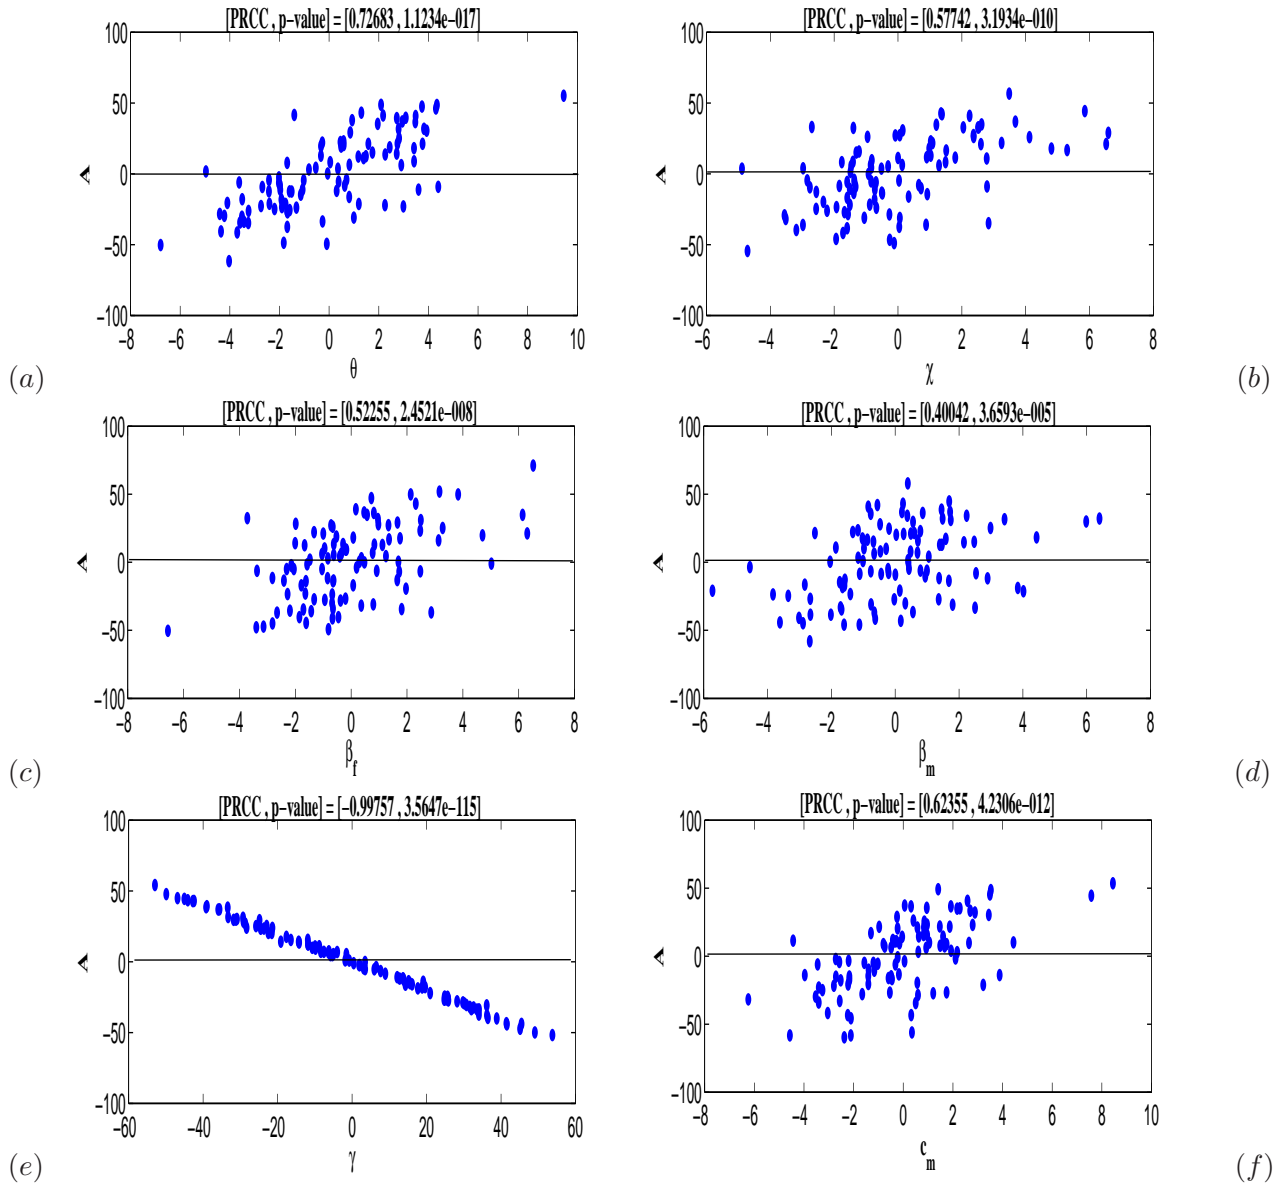 [PRCC , p-value] = [0.72683 , 1.1234e-017]
100
50
0
−50
−100
A
−8 −6 −4 −2 0 2 4 6 8 10
θ
(a)
[PRCC , p-value] = [0.57742 , 3.1934e-010]
100
50
0
−50
−100
A
−6 −4 −2 0 2 4 6 8
χ
(b)
[PRCC , p-value] = [0.52255 , 2.4521e-008]
100
50
0
−50
−100
A
−8 −6 −4 −2 0 2 4 6 8
β_f
(c)
[PRCC , p-value] = [0.40042 , 3.6593e-005]
100
50
0
−50
−100
A
−6 −4 −2 0 2 4 6 8
β_m
(d)
[PRCC , p-value] = [−0.99757 , 3.5647e-115]
100
50
0
−50
−100
A
−60 −40 −20 0 20 40 60
γ
(e)
[PRCC , p-value] = [0.62355 , 4.2306e-012]
100
50
0
−50
−100
A
−8 −6 −4 −2 0 2 4 6 8 10
c_m
(f)